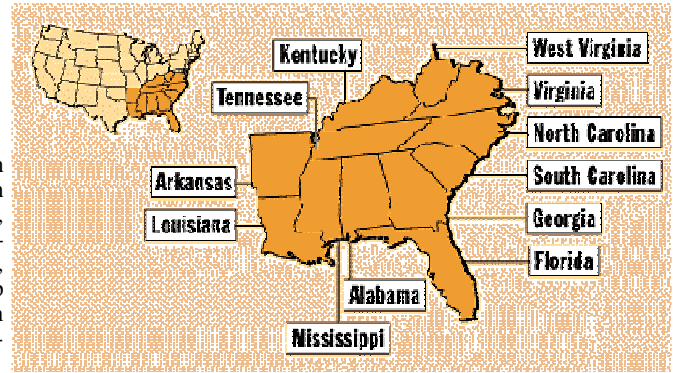 Kentucky
West Virginia
Tennessee
Virginia
North Carolina
Arkansas
South Carolina
Louisiana
Georgia
Florida
Alabama
Mississippi